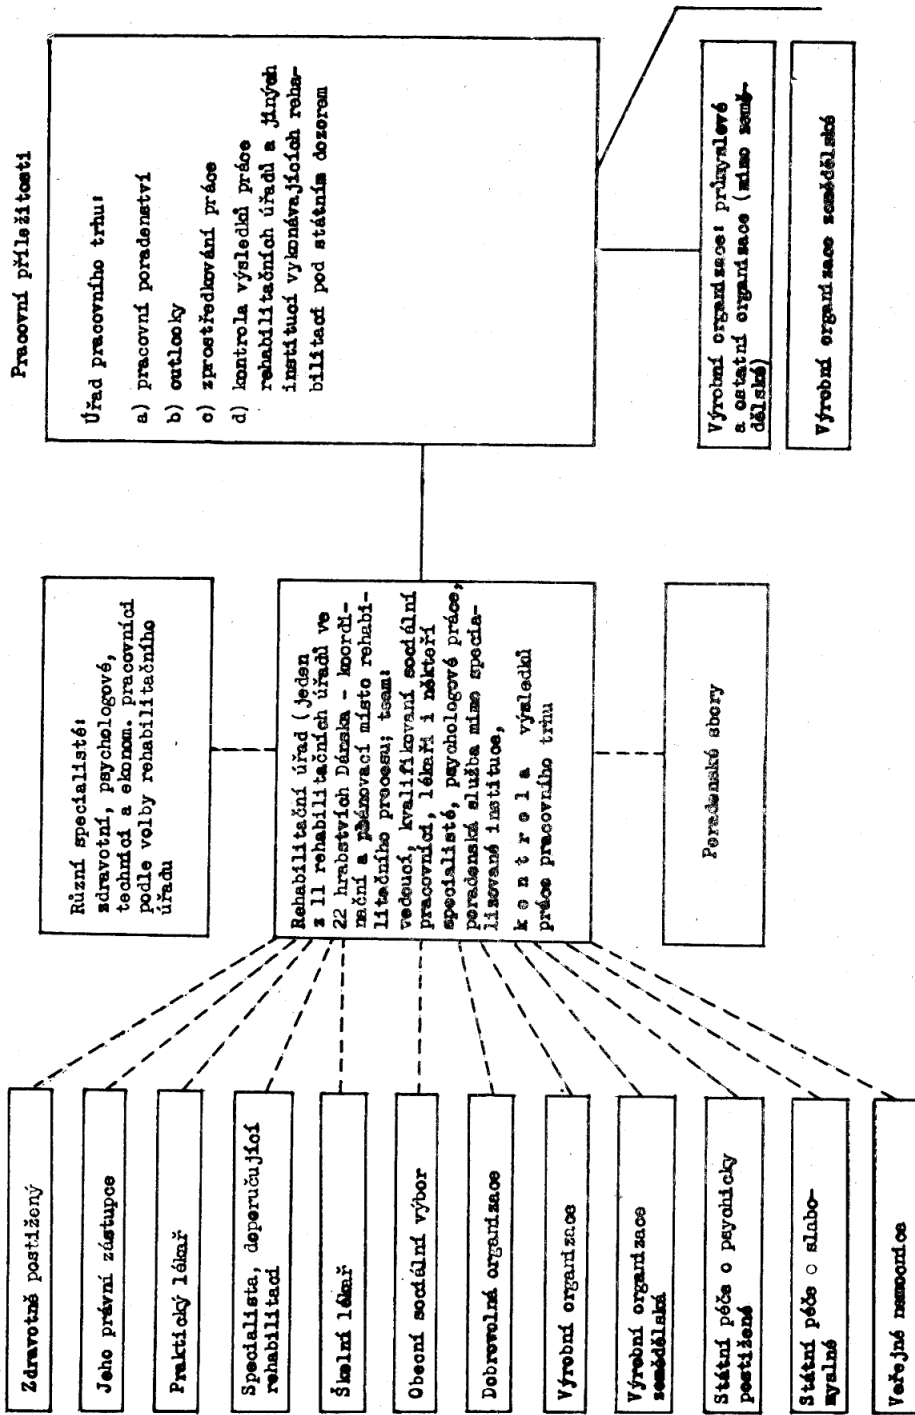 Pracovní příležitosti
Úřad pracovního trhu:
a) pracovní poradenství
b) outlooky
c) zprostředkování práce
d) kontrola výsledků práce
rehabilitačních úřadů a jiných
institucí vykonávajících reha-
bilitaci pod státním dozorem
Výrobní organizace: průmyslové
a ostatní organizace (mimo země-
dělské)
Výrobní organizace zemědělské
Různí specialisté:
zdravotní, psychologové,
technici a ekonom. pracovníci
podle volby rehabilitačního
úřadu
Rehabilitační úřad (jeden
z 11 rehabilitačních úřadů ve
22 hrabstvích Dánska - koordi-
nační a plánovací místo rehabi-
litačního procesu; team:
vedoucí, kvalifikovaní sociální
pracovníci, lékaři i někteří
specialisté, psychologové práce,
poradenská služba mimo specia-
lizované instituce,
k o n t r o l a výsledků
práce pracovního trhu
Poradenské sbory
Zdravotně postižený
Jeho právní zástupce
Praktický lékař
Specialista, doporučující
rehabilitaci
Školní lékař
Obecní sociální výbor
Dobrovolná organizace
Výrobní organizace
Výrobní organizace
zemědělská
Státní péče o psychicky
postižené
Státní péče o slabo-
myslné
Veřejné nemocnice